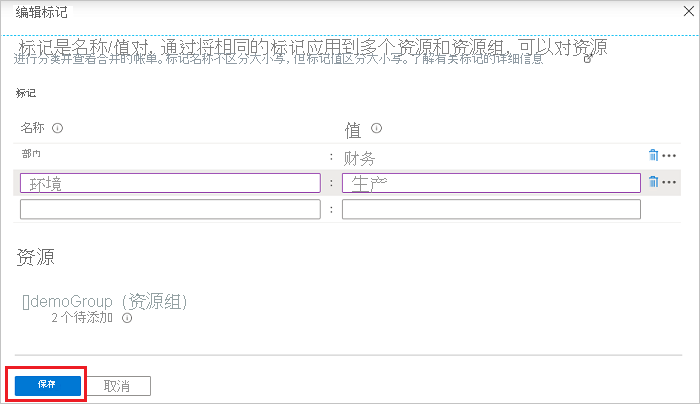 编辑标记
标记是名称/值对, 通过将相同的标记应用到多个资源和资源组, 可以对资源
进行分类并查看合并的帐单。标记名称不区分大小写, 但标记值区分大小写。了解有关标记的详细信息
标记
名称 值
部门 : 财务
环境 : 生产
:
资源
[]demoGroup (资源组)
2 个待添加
保存 取消